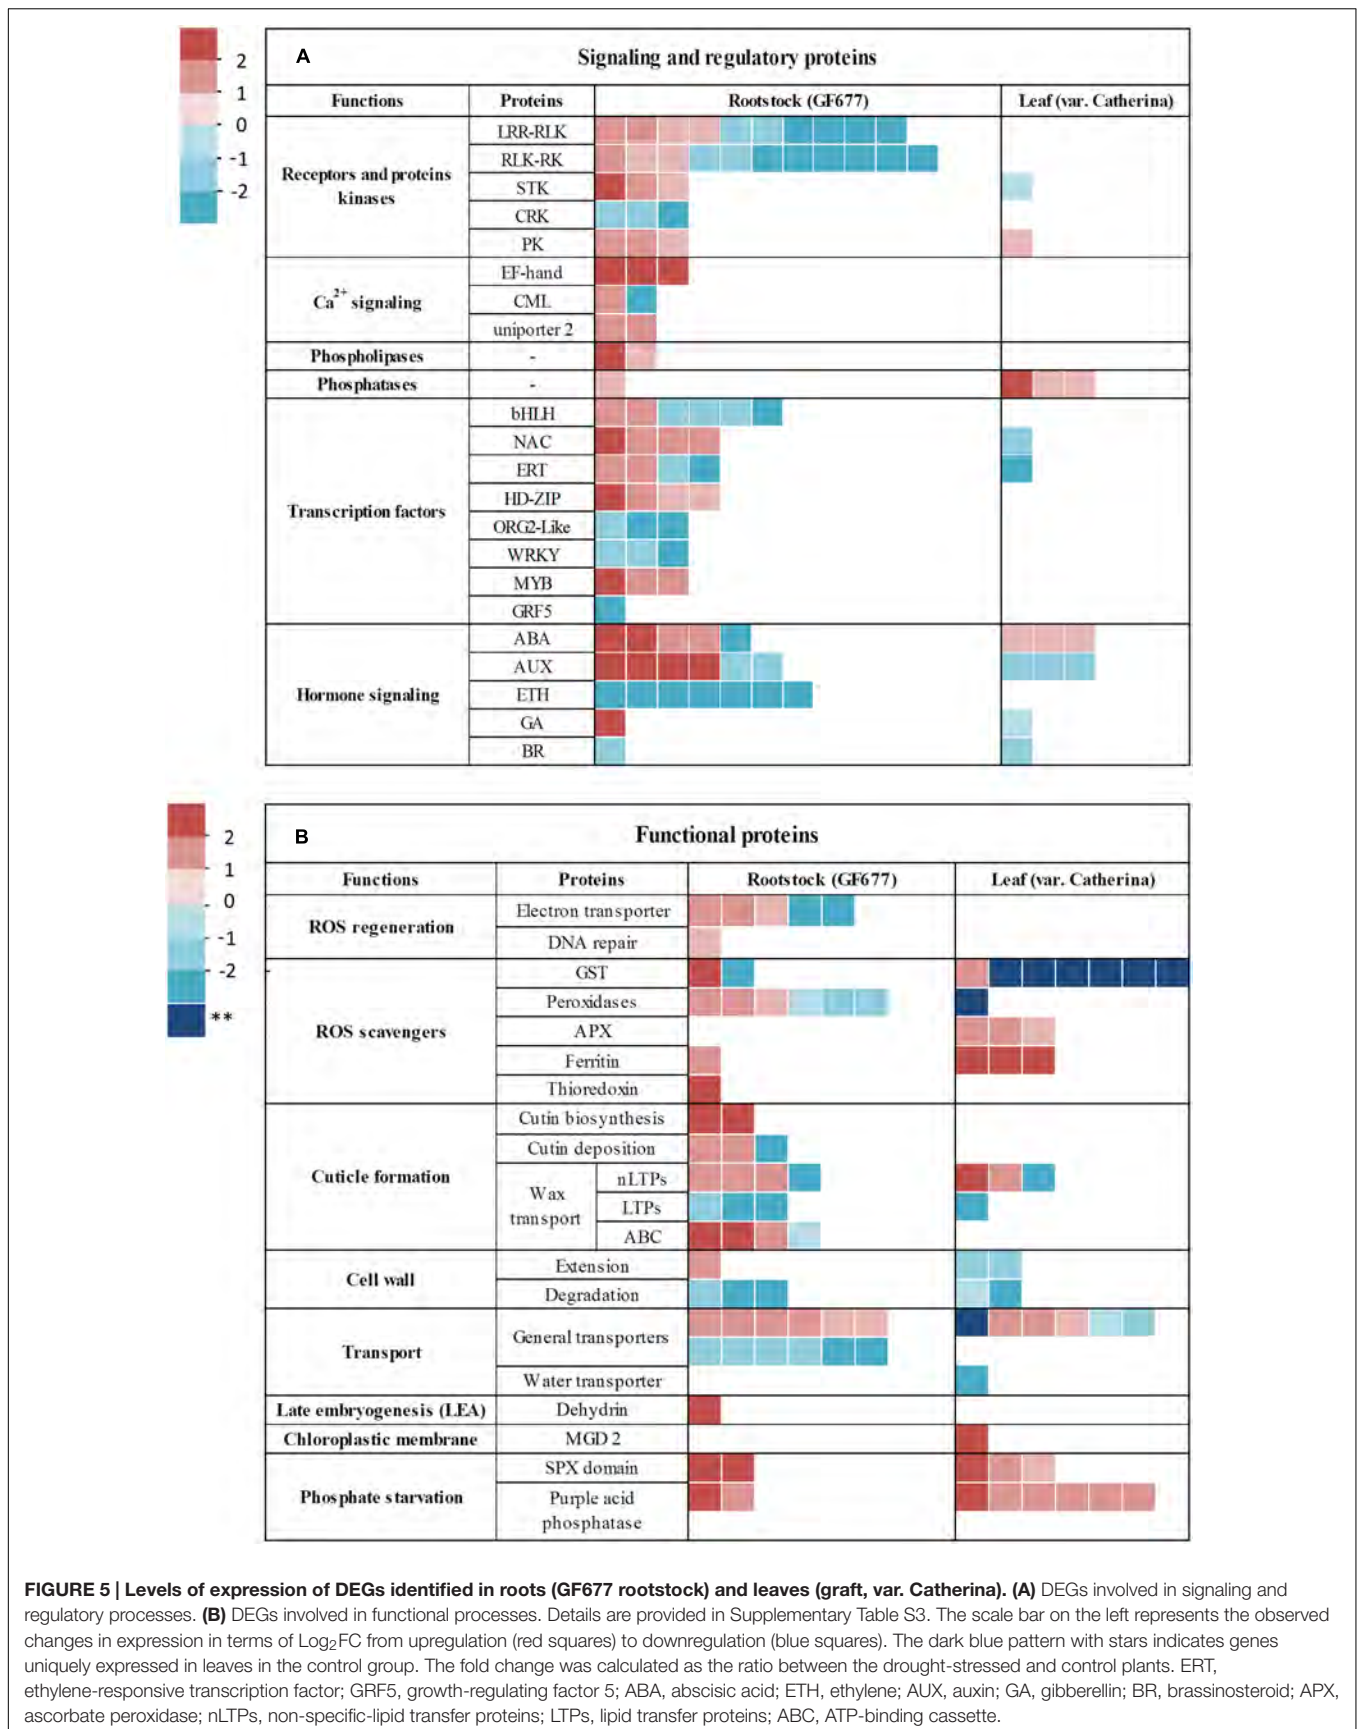 2
1
0
-1
-2
A
Signaling and regulatory proteins
Functions
Proteins
Rootstock (GF677)
Leaf (var. Catherina)
Receptors and proteins
kinases
LRR-RLK
RLK-RK
STK
CRK
PK
Ca2+ signaling
EF-hand
CML
uniporter 2
Phospholipases
-
Phosphatases
-
Transcription factors
bHLH
NAC
ERT
HD-ZIP
ORG2-Like
WRKY
MYB
GRF5
Hormone signaling
ABA
AUX
ETH
GA
BR
2
1
0
-1
-2
**
B
Functional proteins
Functions
Proteins
Rootstock (GF677)
Leaf (var. Catherina)
ROS regeneration
Electron transporter
DNA repair
ROS scavengers
GST
Peroxidases
APX
Ferritin
Thioredoxin
Cuticle formation
Cutin biosynthesis
Cutin deposition
Wax
transport
nLTPs
LTPs
ABC
Cell wall
Extension
Degradation
Transport
General transporters
Water transporter
Late embryogenesis (LEA)
Dehydrin
Chloroplastic membrane
MGD 2
Phosphate starvation
SPX domain
Purple acid
phosphatase
FIGURE 5 | Levels of expression of DEGs identified in roots (GF677 rootstock) and leaves (graft, var. Catherina). (A) DEGs involved in signaling and
regulatory processes. (B) DEGs involved in functional processes. Details are provided in Supplementary Table S3. The scale bar on the left represents the observed
changes in expression in terms of Log2FC from upregulation (red squares) to downregulation (blue squares). The dark blue pattern with stars indicates genes
uniquely expressed in leaves in the control group. The fold change was calculated as the ratio between the drought-stressed and control plants. ERT,
ethylene-responsive transcription factor; GRF5, growth-regulating factor 5; ABA, abscisic acid; ETH, ethylene; AUX, auxin; GA, gibberellin; BR, brassinosteroid; APX,
ascorbate peroxidase; nLTPs, non-specific-lipid transfer proteins; LTPs, lipid transfer proteins; ABC, ATP-binding cassette.